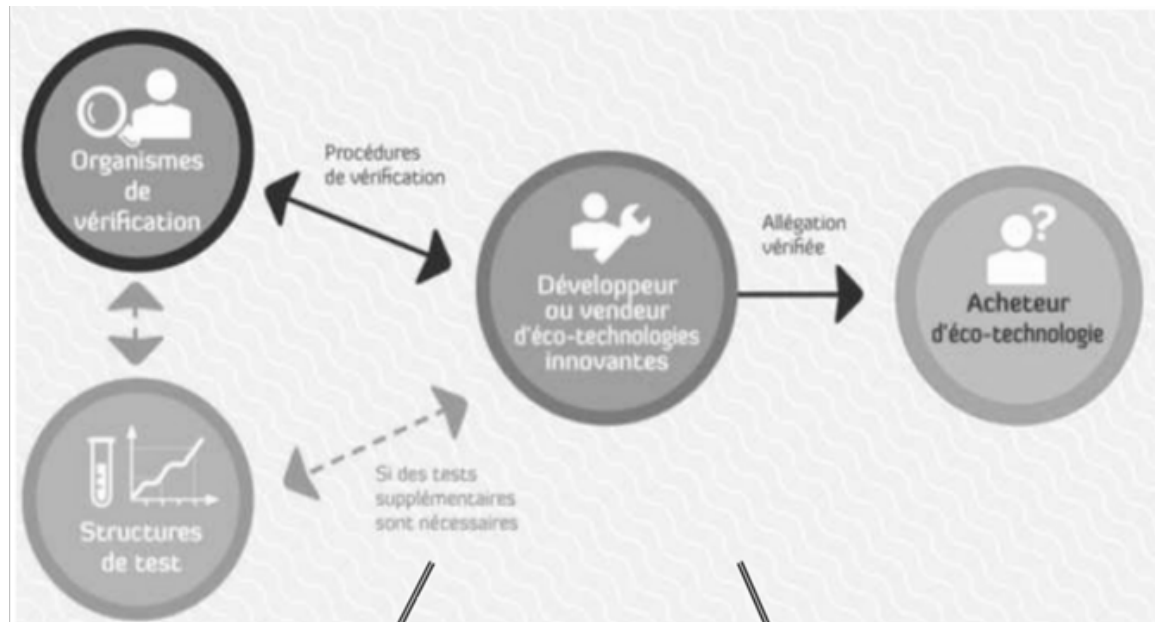 Organismes
de
vérification
Procédures
de vérification
Développeur
ou vendeur
d'éco-technologies
innovantes
Allégation
vérifiée
Acheteur
d'éco-technologie
Structures
de test
Si des tests
supplémentaires
sont nécessaires